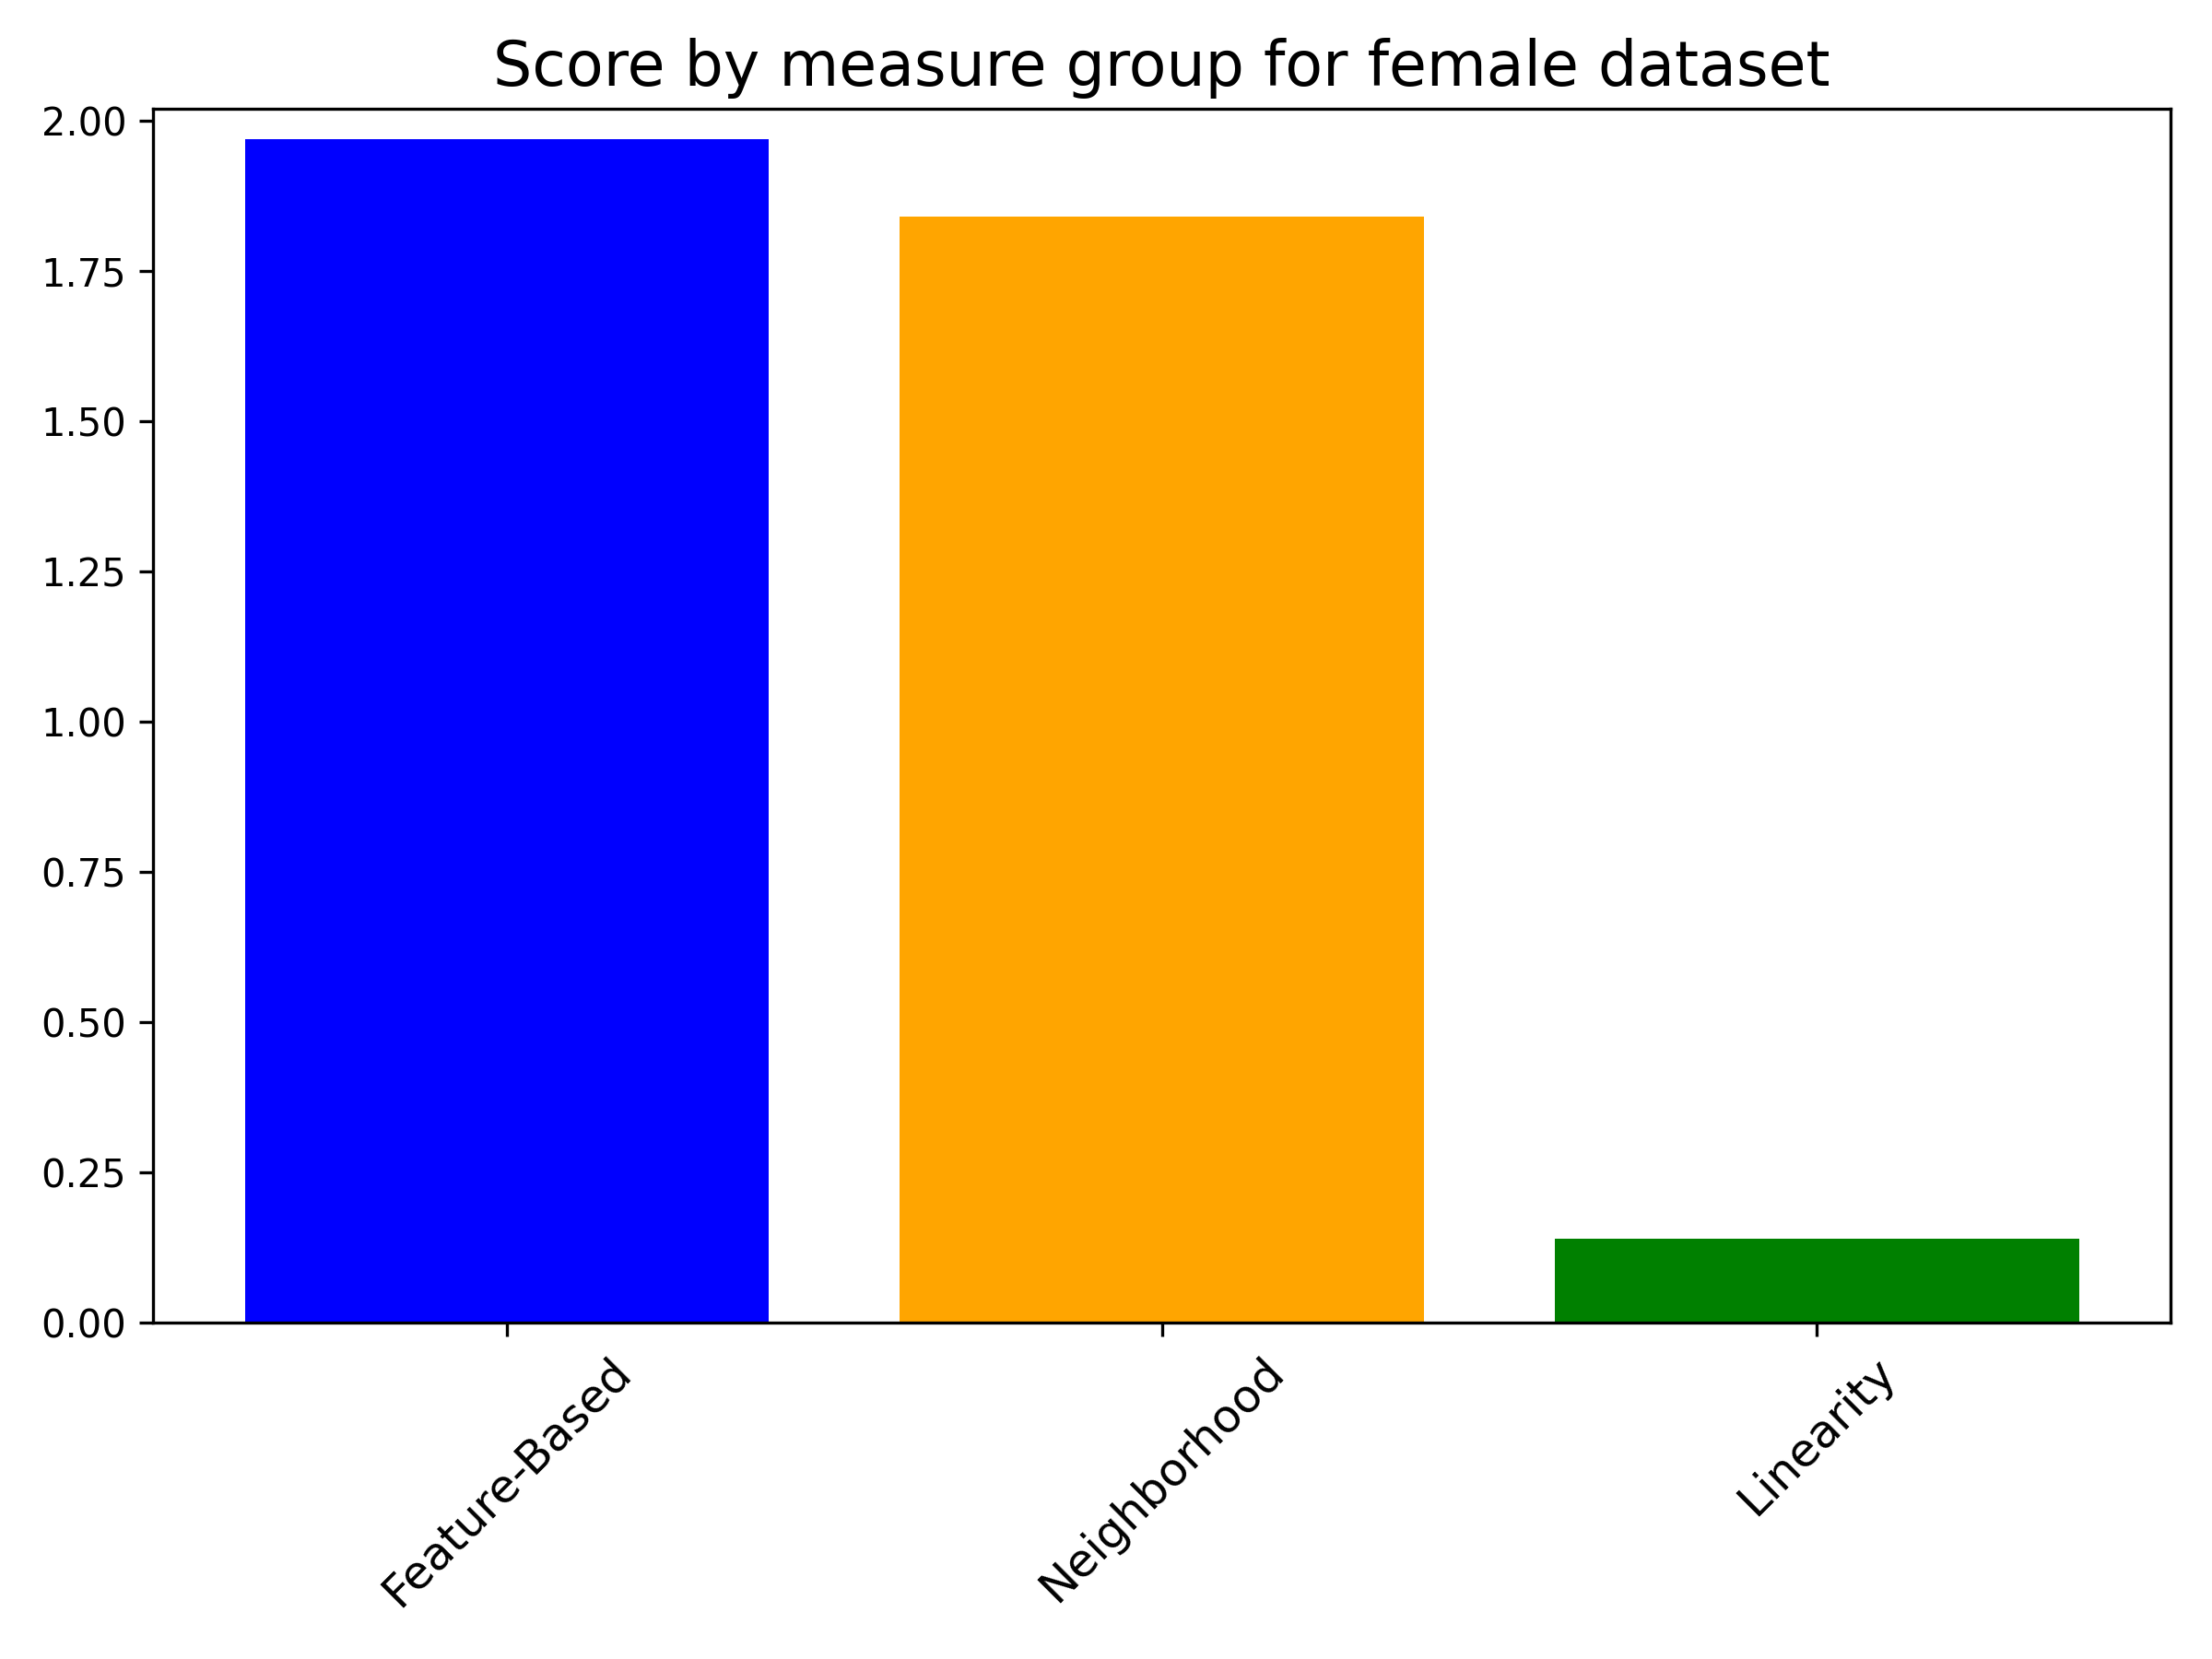 Score by measure group for female dataset
2.00
1.75
1.50
1.25
1.00
0.75
0.50
0.25
0.00
Feature-Based
Neighborhood
Linearity